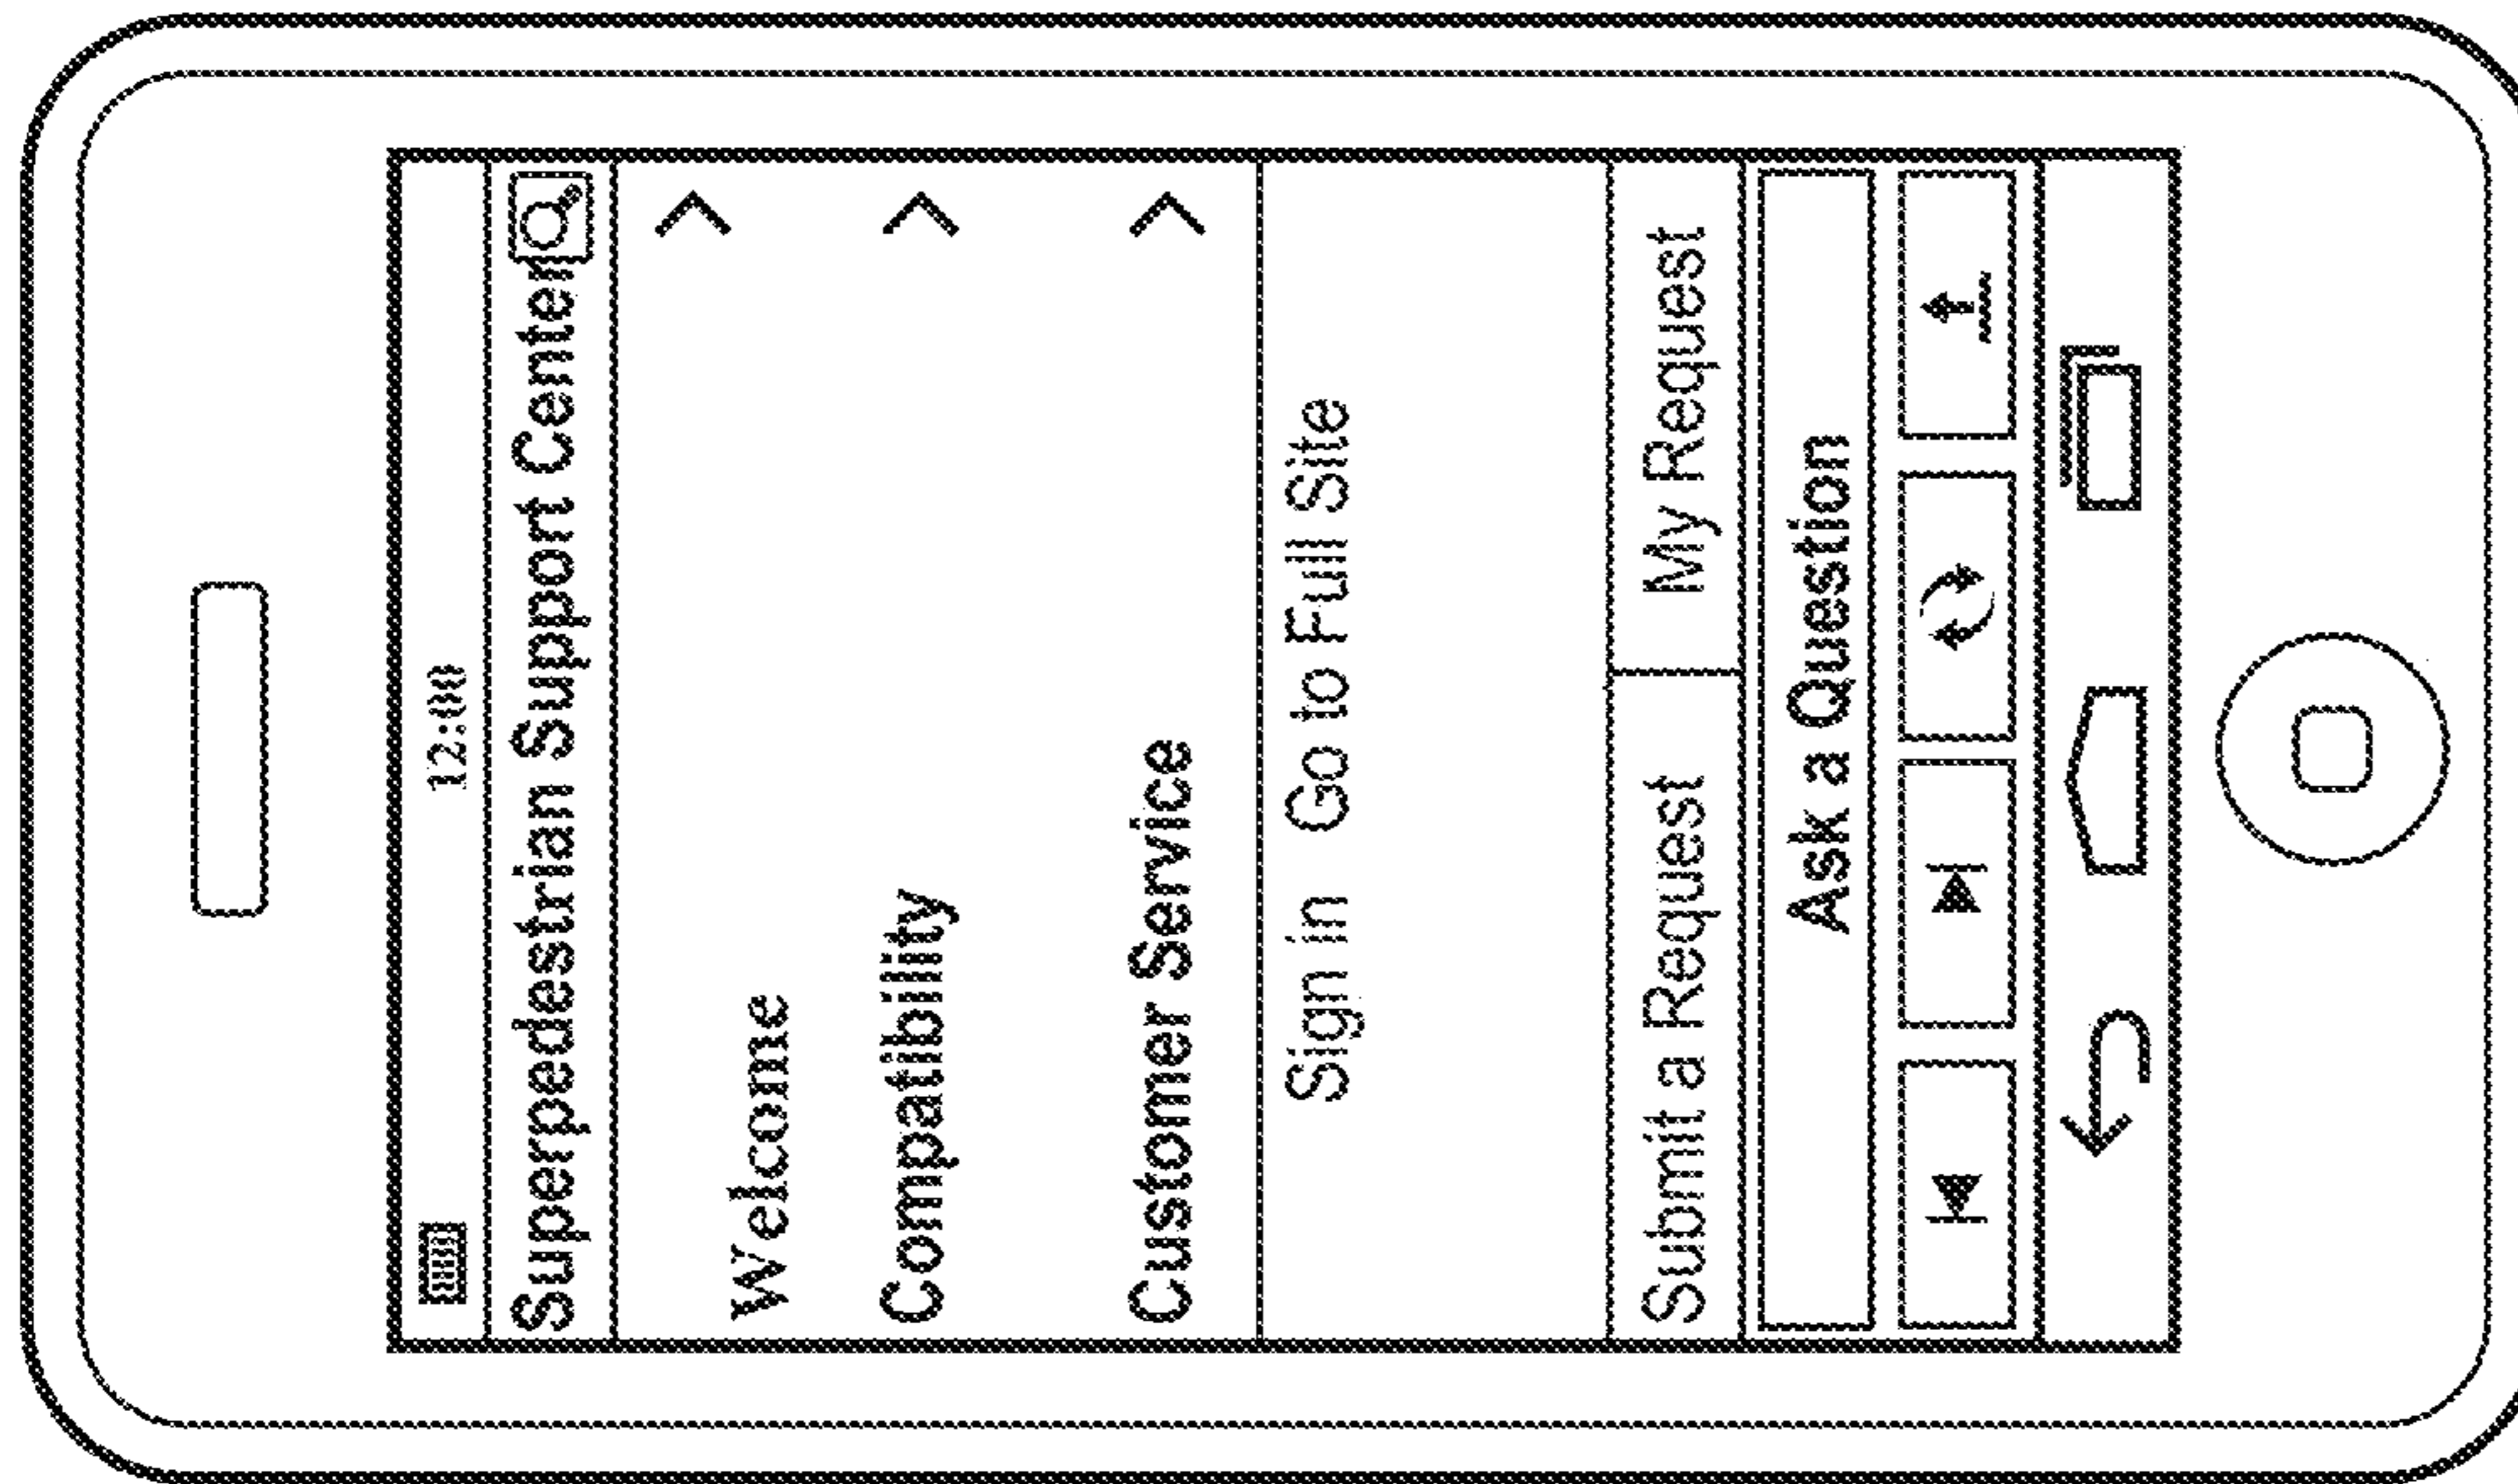 12:00
Superpedestrian Support Center
Welcome
Compatibility
Customer Service
Sign in Go to Full Site
Submit a Request My Request
Ask a Question